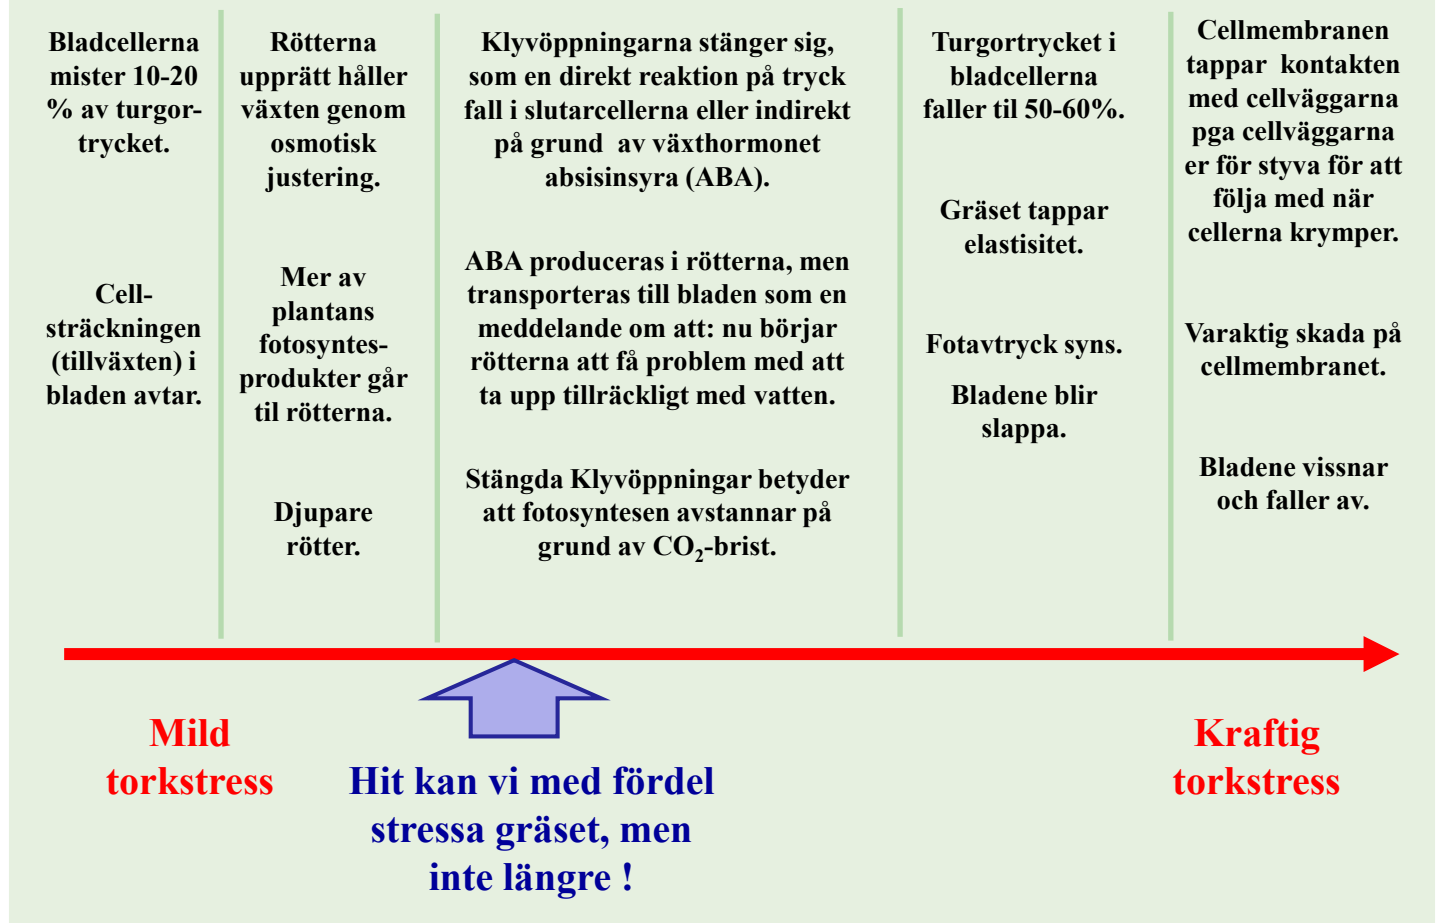 Bladcellerna
mister 10-20
% av turgor-
trycket.
Cell-
sträckningen
(tillväxten) i
bladen avtar.
Rötterna
upprätt håller
växten genom
osmotisk
justering.
Mer av
plantans
fotosyntes-
produkter går
til rötterna.
Djupare
rötter.
Klyvöppningarna stänger sig,
som en direkt reaktion på tryck
fall i slutarcellerna eller indirekt
på grund av växthormonet
absisinsyra (ABA).
ABA produceras i rötterna, men
transporteras till bladen som en
meddelande om att: nu börjar
rötterna att få problem med att
ta upp tillräckligt med vatten.
Stängda Klyvöppningar betyder
att fotosyntesen avstannar på
grund av CO₂-brist.
Turgortrycket i
bladcellerna
faller til 50-60%.
Gräset tappar
elastisitet.
Fotavtryck syns.
Bladene blir
slappa.
Cellmembranen
tappar kontakten
med cellväggarna
pga cellväggarna
er för styva för att
följa med när
cellerna krymper.
Varaktig skada på
cellmembranet.
Bladene vissnar
och faller av.
Mild
torkstress
Hit kan vi med fördel
stressa gräset, men
inte längre !
Kraftig
torkstress